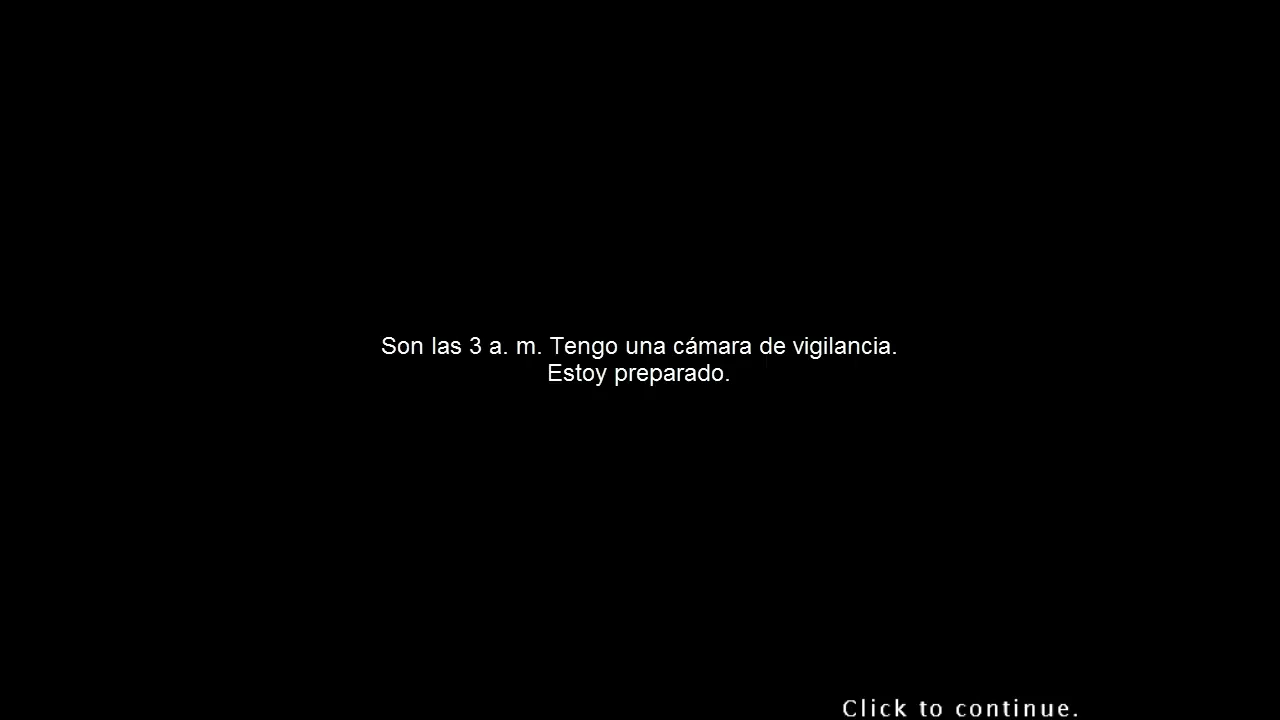 Son las 3 a. m. Tengo una cámara de vigilancia.
Estoy preparado.
Click to continue.